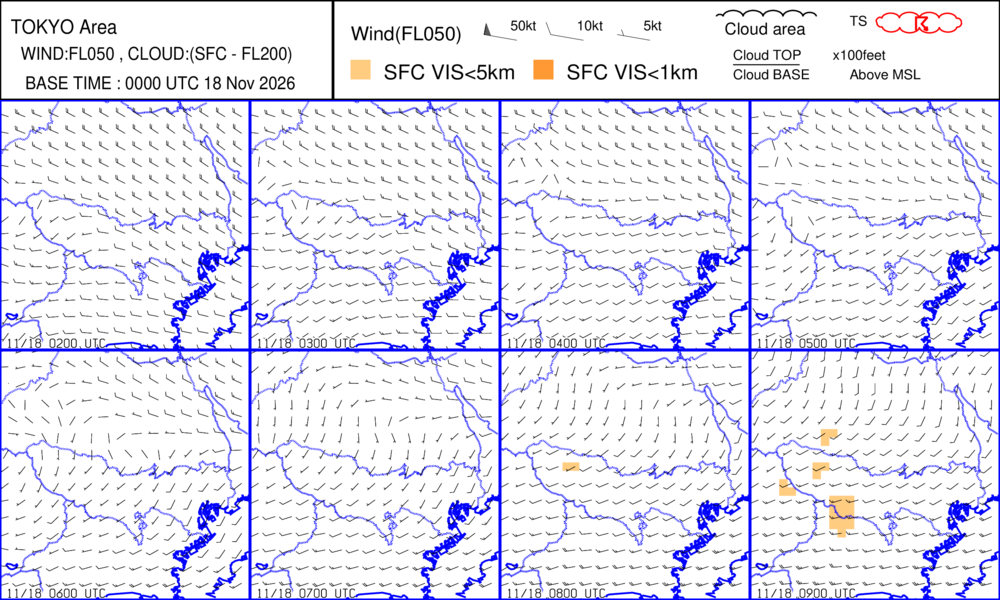 TOKYO Area
WIND:FL050 , CLOUD:(SFC - FL200)
BASE TIME : 0000 UTC 18 Nov 2026
Wind(FL050) 50kt 10kt 5kt
SFC VIS<5km SFC VIS<1km
Cloud area
Cloud TOP
Cloud BASE
x100feet
Above MSL
TS
11/18 0200 UTC
11/18 0300 UTC
11/18 0400 UTC
11/18 0500 UTC
11/18 0600 UTC
11/18 0700 UTC
11/18 0800 UTC
11/18 0900 UTC